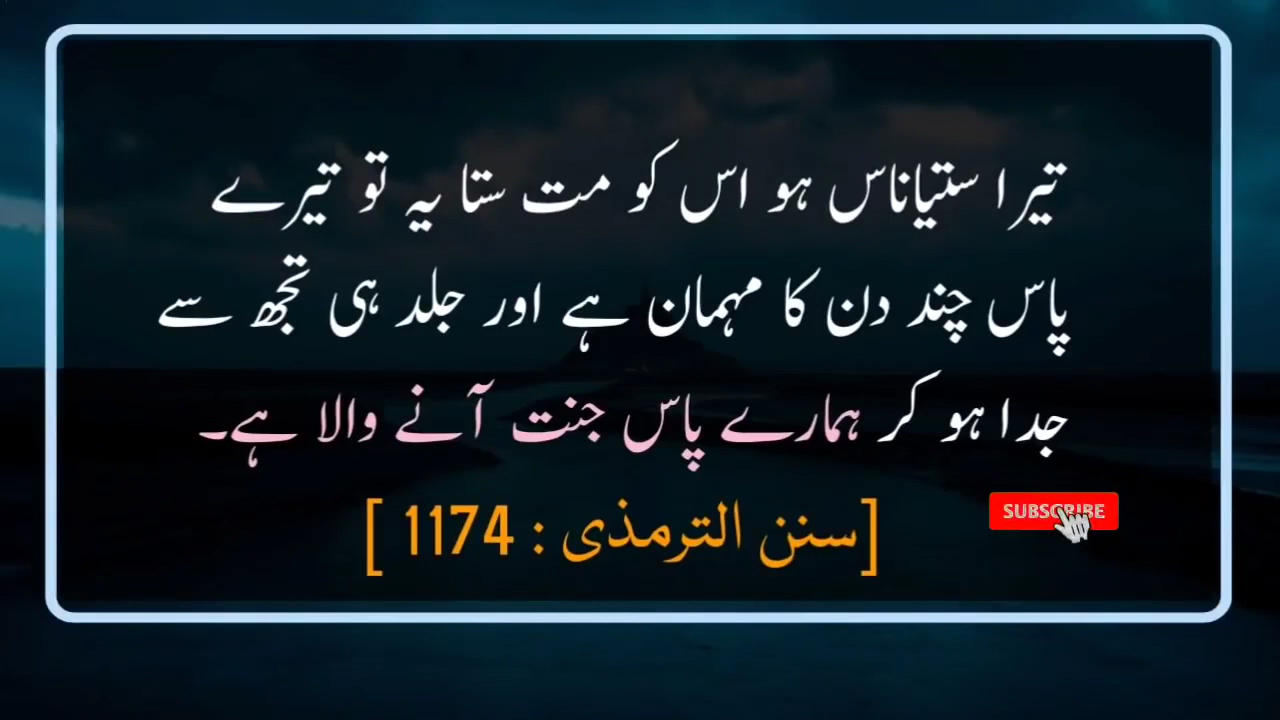 تیرا ستیاناس ہو اس کو مت ستا یہ تو تیرے
پاس چند دن کا مہمان ہے اور جلد ہی تجھ سے
جدا ہو کر ہمارے پاس جنت آنے والا ہے۔
[سنن الترمذی : 1174 ]
SUBSCRIBE